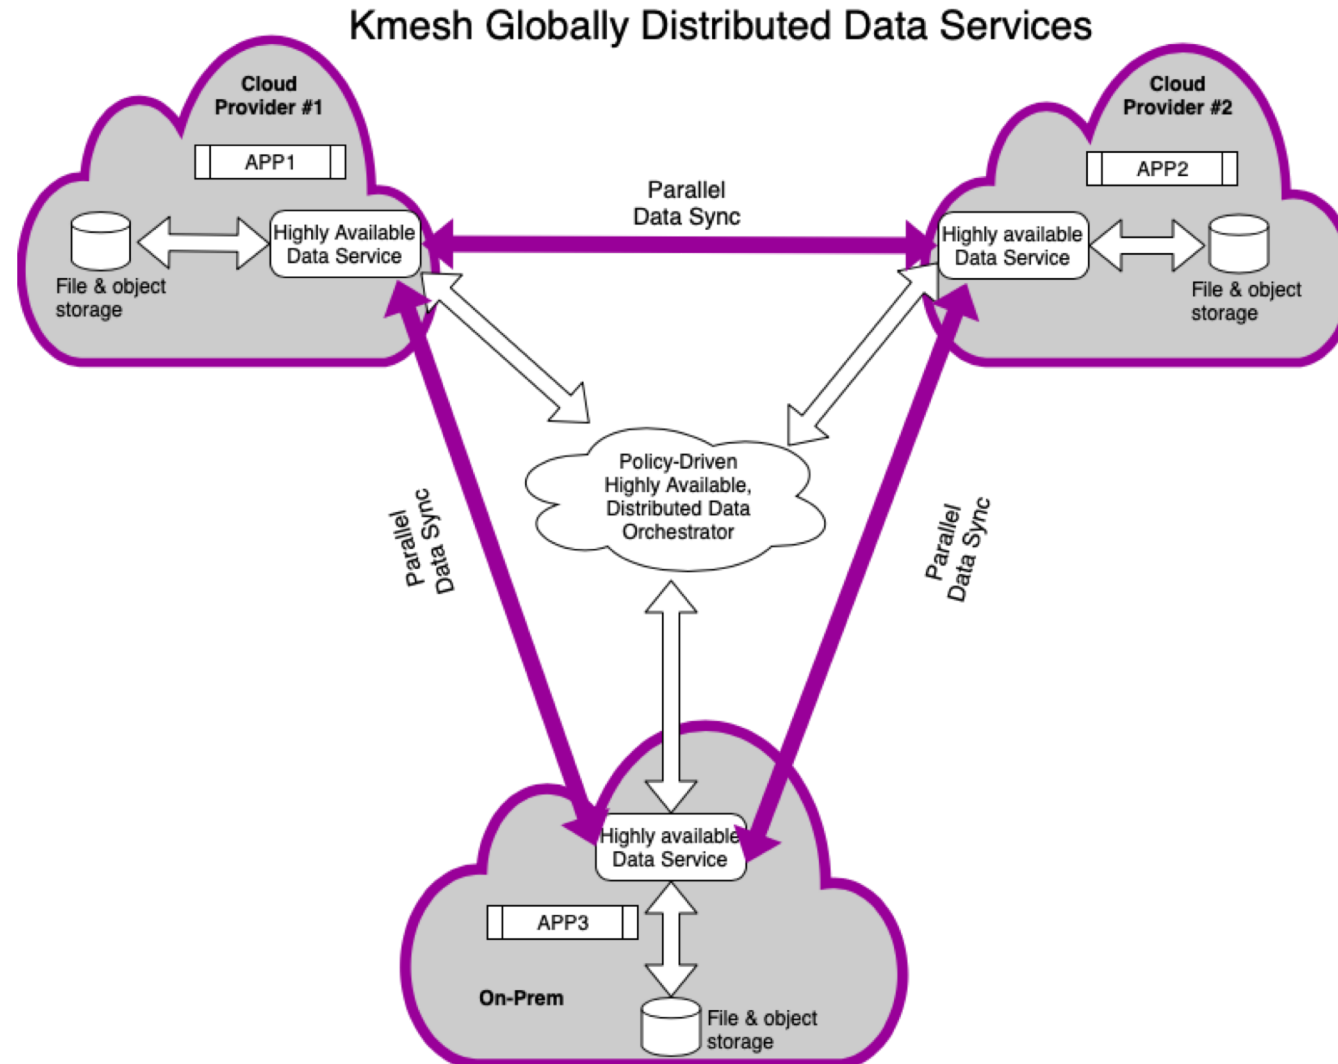 Kmesh Globally Distributed Data Services
Cloud
Provider #1
APP1
Highly Available
Data Service
File & object
storage
Parallel
Data Sync
Cloud
Provider #2
APP2
Highly available
Data Service
File & object
storage
Policy-Driven
Highly Available,
Distributed Data
Orchestrator
Parallel
Data Sync
Parallel
Data Sync
Highly available
Data Service
APP3
On-Prem
File & object
storage